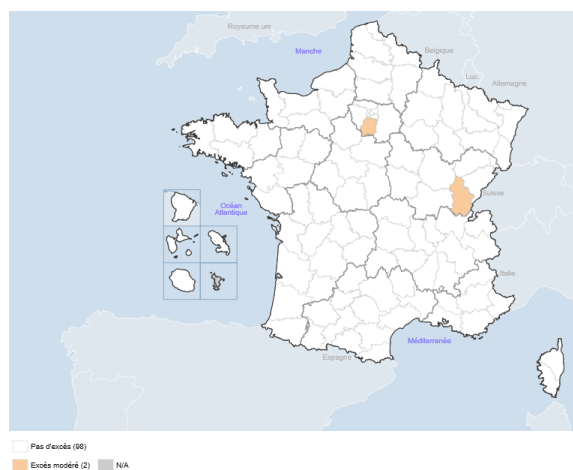 Royaume uni
Manche
Belgique
Lux
Allemagne
Suisse
Océan
Atlantique
Italie
Méditerranée
Espagne
Pas d'excès (98)
Excès modéré (2)
N/A